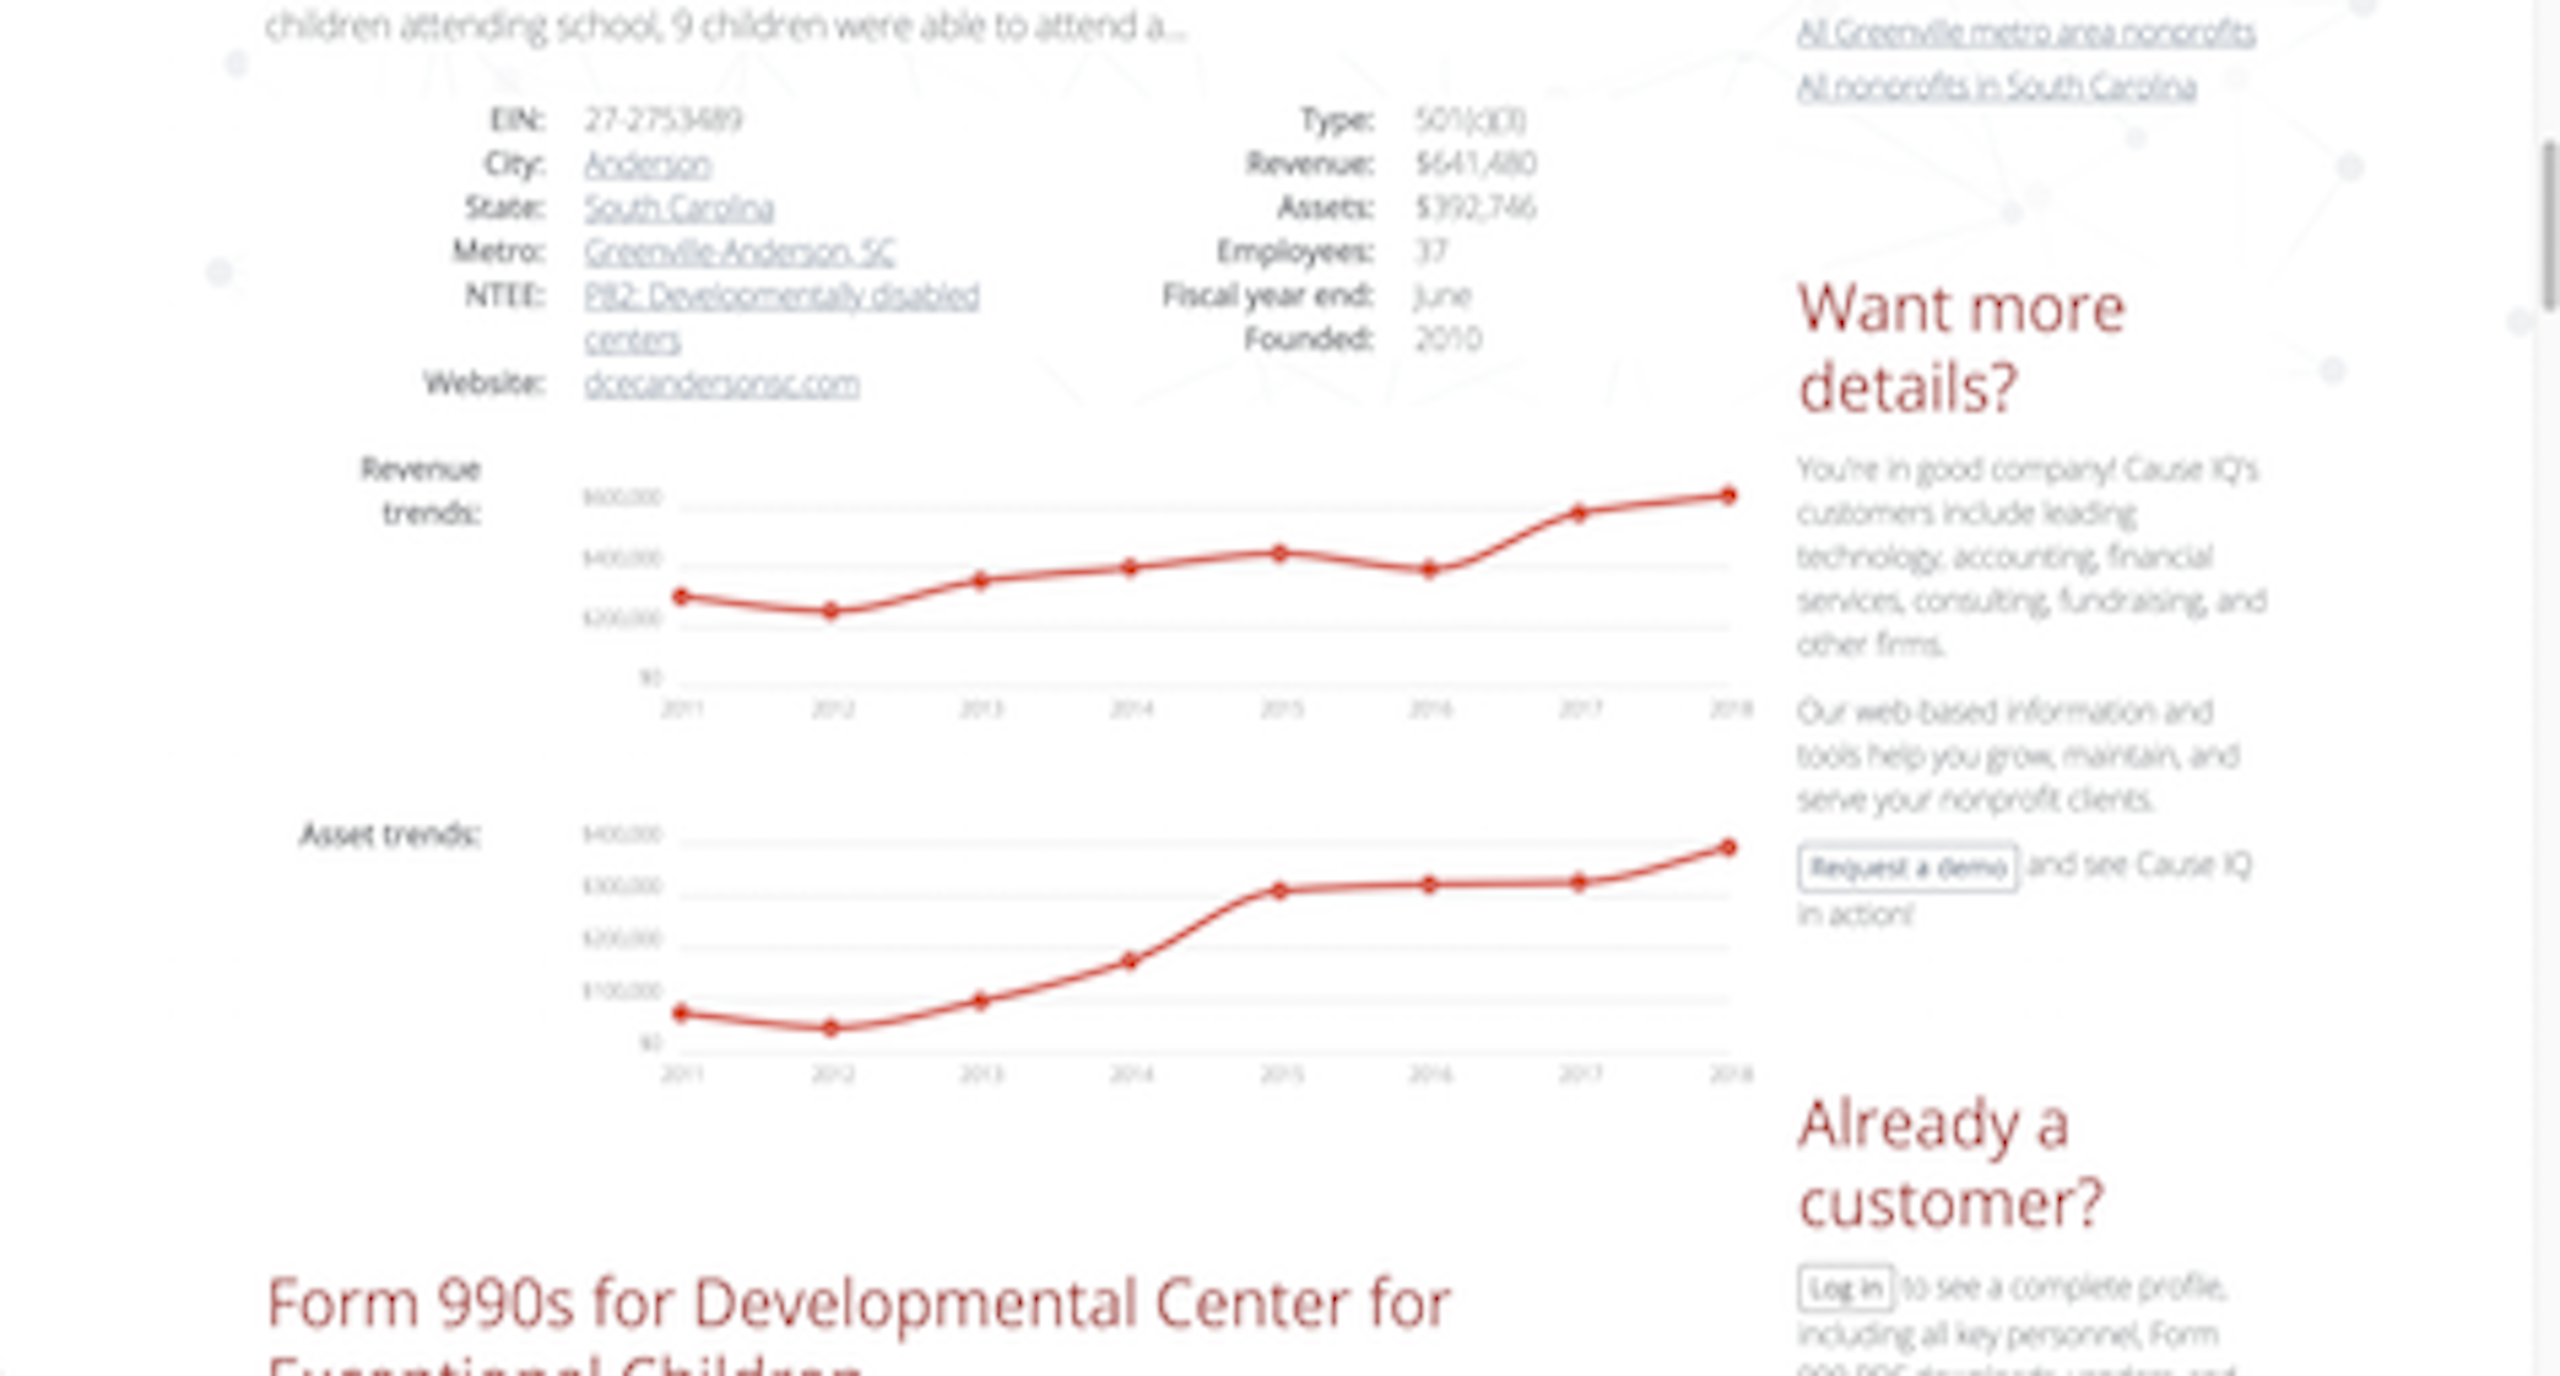 children attending school, 9 children were able to attend a...
EIN: 27-2753489
City: Anderson
State: South Carolina
Metro: Greenville-Anderson, SC
NTEE: P82: Developmentally disabled
centers
Website: dcecandersonsc.com
Type: 501(c)(3)
Revenue: $641,480
Assets: $392,746
Employees: 37
Fiscal year end: June
Founded: 2010
Revenue
trends:
$600,000
$400,000
$200,000
$0
2011 2012 2013 2014 2015 2016 2017 2018
Asset trends:
$400,000
$300,000
$200,000
$100,000
$0
2011 2012 2013 2014 2015 2016 2017 2018
Form 990s for Developmental Center for
Exceptional Children
All Greenville metro area nonprofits
All nonprofits in South Carolina
Want more
details?
You're in good company! Cause IQ's
customers include leading
technology, accounting, financial
services, consulting, fundraising, and
other firms.
Our web-based information and
tools help you grow, maintain, and
serve your nonprofit clients.
Request a demo and see Cause IQ
in action!
Already a
customer?
Log in to see a complete profile,
including all key personnel, Form